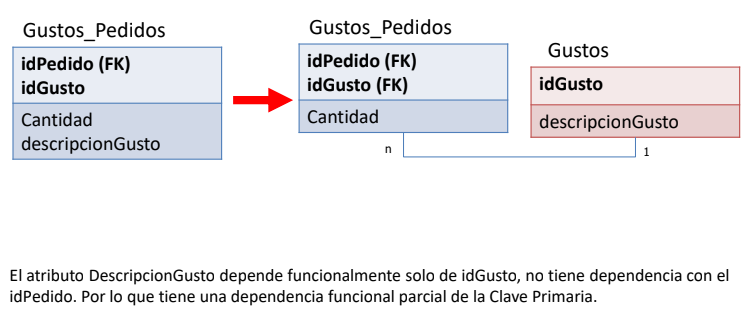 Gustos_Pedidos
idPedido (FK)
idGusto
Cantidad
descripcionGusto
Gustos_Pedidos
idPedido (FK)
idGusto (FK)
Cantidad
Gustos
idGusto
descripcionGusto
n
1
El atributo DescripcionGusto depende funcionalmente solo de idGusto, no tiene dependencia con el
idPedido. Por lo que tiene una dependencia funcional parcial de la Clave Primaria.